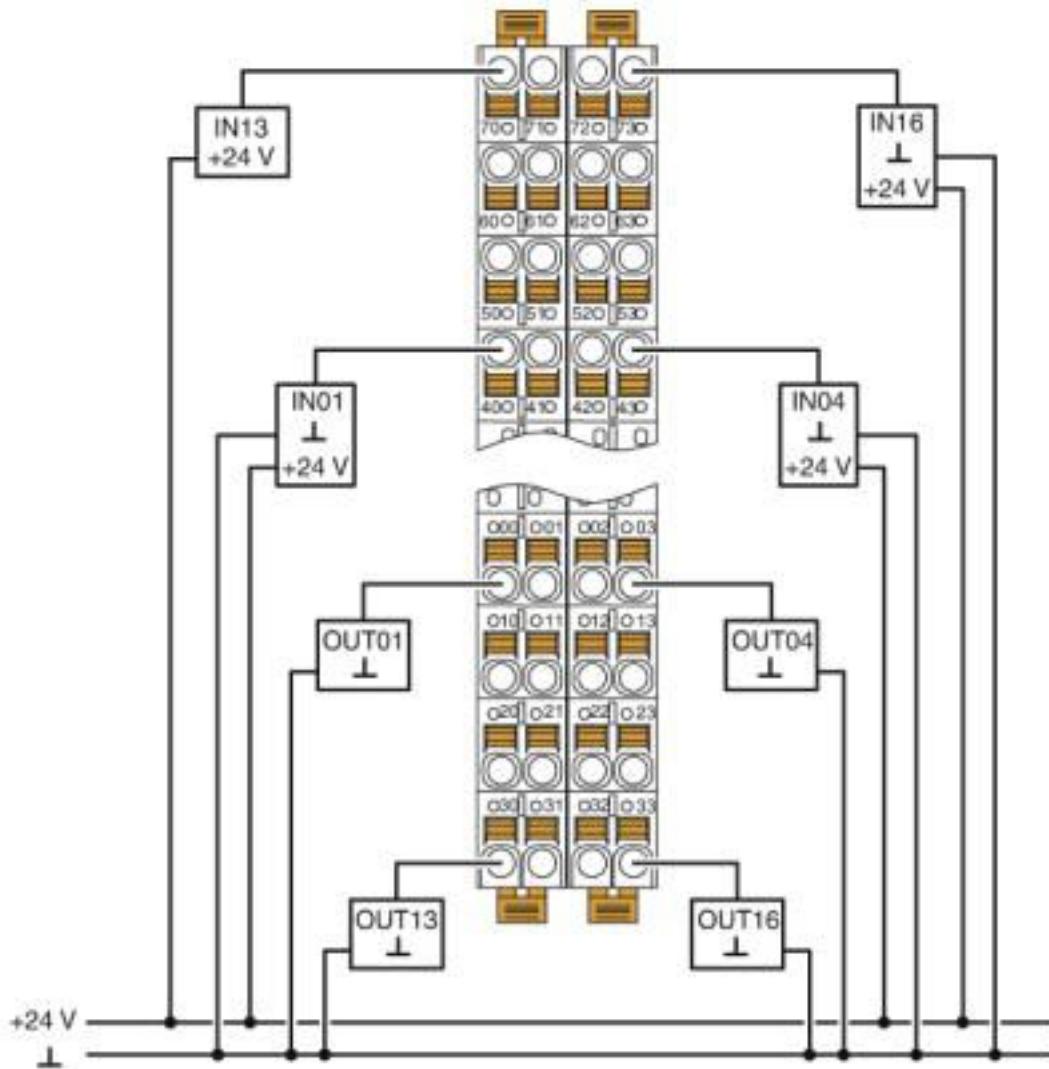 70 71 72 73
IN13
+24 V
IN16
+24 V
60 61 62 63
50 51 52 53
IN01
+24 V
40 41 42 43
IN04
+24 V
00 01 02 03
10 11 12 13
OUT01
OUT04
20 21 22 23
30 31 32 33
OUT13
OUT16
+24 V